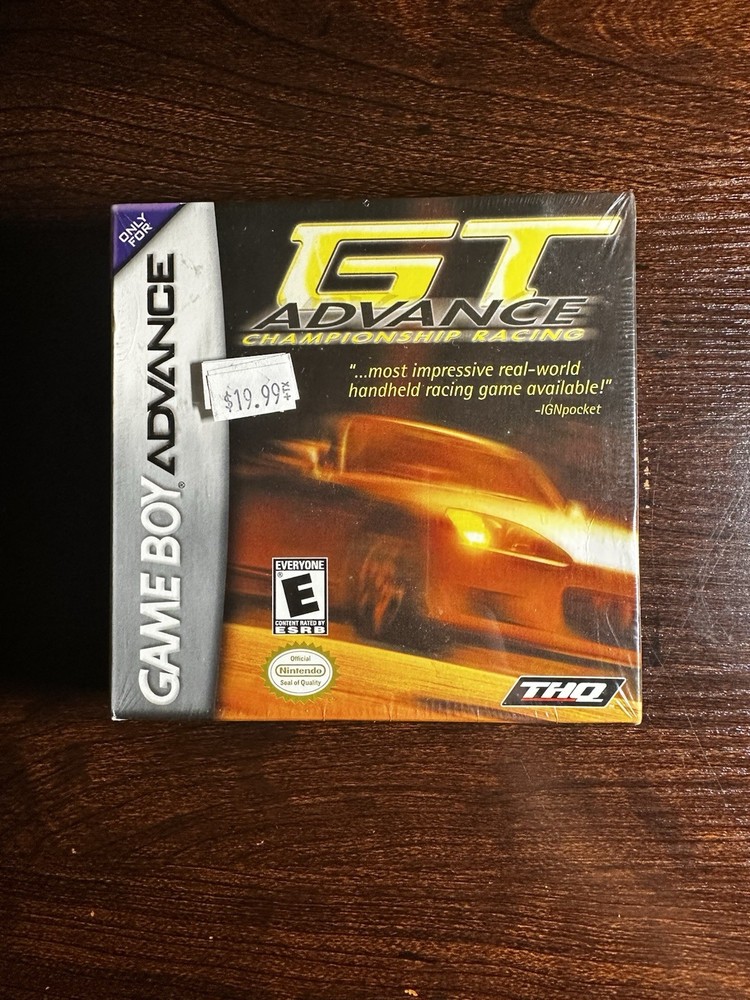 ONLY
FOR
GAME BOY ADVANCE
®
GT
ADVANCE
CHAMPIONSHIP RACING
$19.99 +TX
"...most impressive real-world
handheld racing game available!"
-IGNpocket
EVERYONE
E
®
CONTENT RATED BY
ESRB
Official
Nintendo
Seal of Quality
THQ